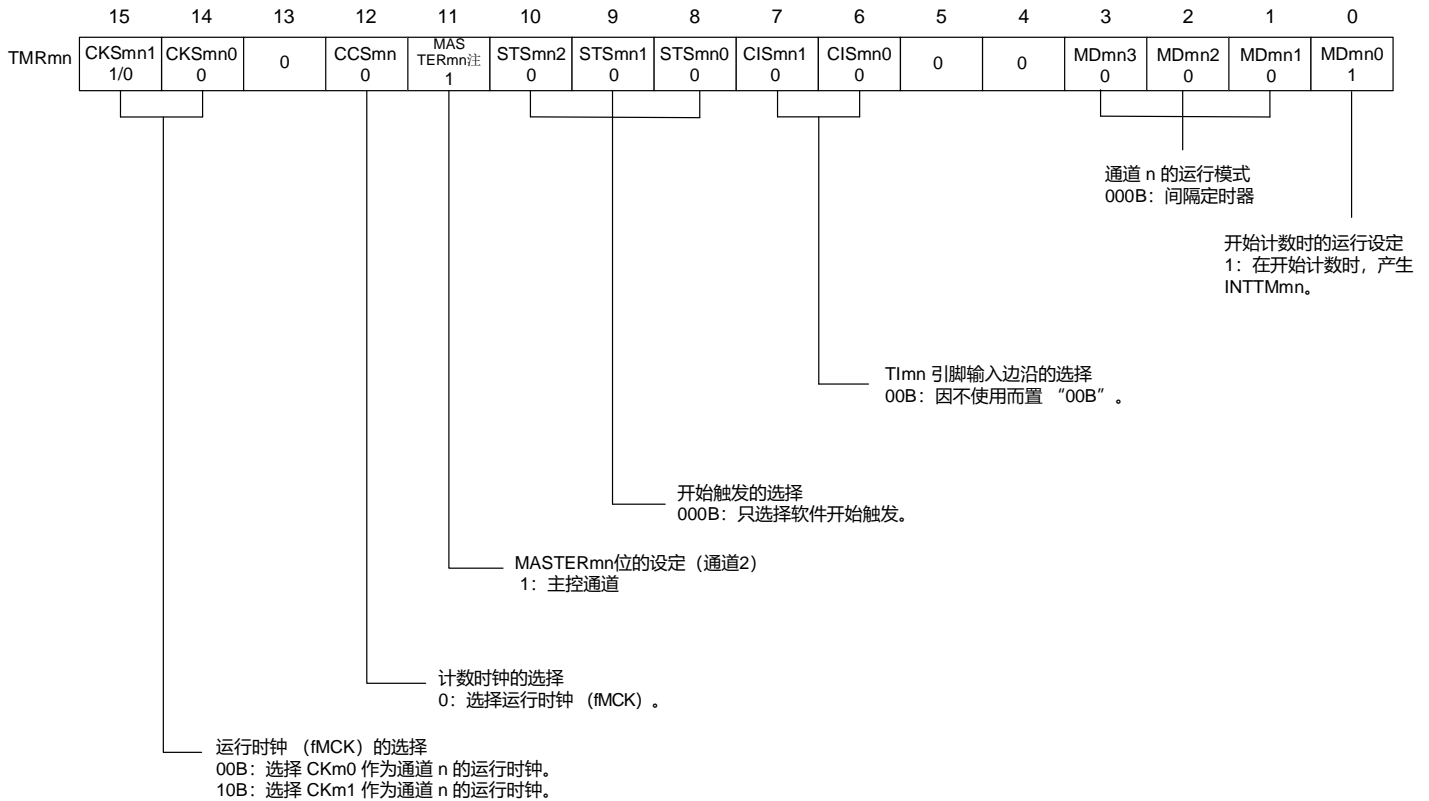 15 14 13 12 11 10 9 8 7 6 5 4 3 2 1 0
TMRmn
CKSmn1 1/0
CKSmn0 0
0
CCSmn 0
MAS
TERmn注
1
STSmn2 0
STSmn1 0
STSmn0 0
CISmn1 0
CISmn0 0
0
0
MDmn3 0
MDmn2 0
MDmn1 0
MDmn0 1
通道 n 的运行模式
000B：间隔定时器
开始计数时的运行设定
1：在开始计数时，产生
INTTMmn。
TImn 引脚输入边沿的选择
00B：因不使用而置 “00B”。
开始触发的选择
000B：只选择软件开始触发。
MASTERmn位的设定（通道2）
1：主控通道
计数时钟的选择
0：选择运行时钟 （fMCK）。
运行时钟 （fMCK）的选择
00B：选择 CKm0 作为通道 n 的运行时钟。
10B：选择 CKm1 作为通道 n 的运行时钟。